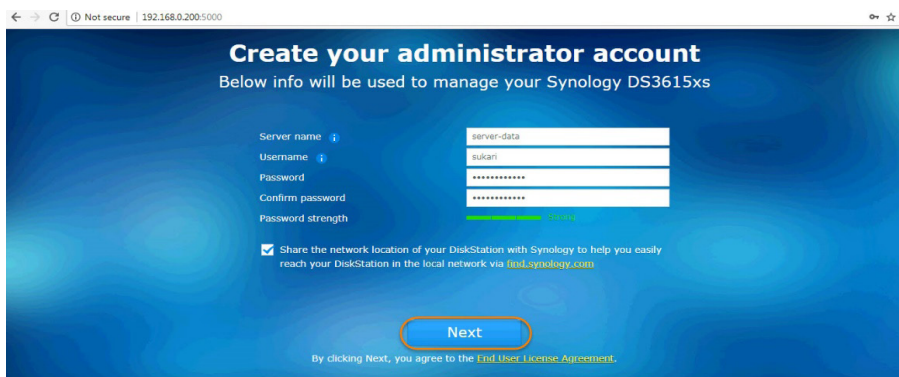 Not secure | 192.168.0.200:5000
Create your administrator account
Below info will be used to manage your Synology DS3615xs
Server name i server-data
Username i sukari
Password ••••••••••••
Confirm password ••••••••••••
Password strength Strong
Share the network location of your DiskStation with Synology to help you easily
reach your DiskStation in the local network via find.synology.com
Next
By clicking Next, you agree to the End User License Agreement.